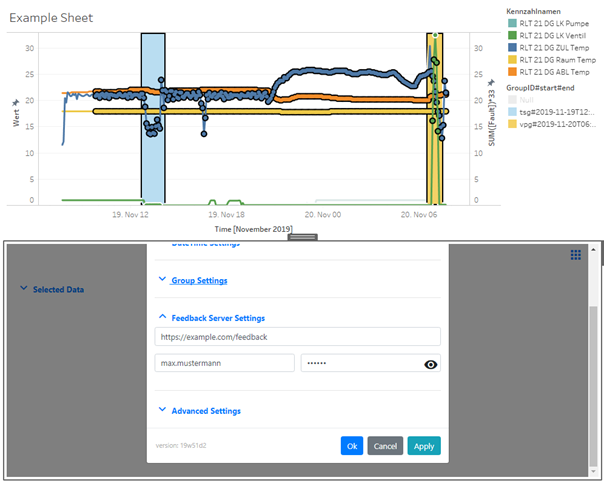 Example Sheet
Kennzahlnamen
RLT 21 DG LK Pumpe
RLT 21 DG LK Ventil
RLT 21 DG ZUL Temp
RLT 21 DG Raum Temp
RLT 21 DG ABL Temp
GroupID#start#end
Null
tsg#2019-11-19T12:..
vpg#2019-11-20T06:..
Wert
30
25
20
15
10
5
0
30
25
20
15
10
5
0
SUM([Fault])*33
19. Nov 12
19. Nov 18
20. Nov 00
20. Nov 06
Time [November 2019]
DateTime Settings
Selected Data
Group Settings
Feedback Server Settings
https://example.com/feedback
max.mustermann
••••••
Advanced Settings
version: 19w51d2
Ok
Cancel
Apply